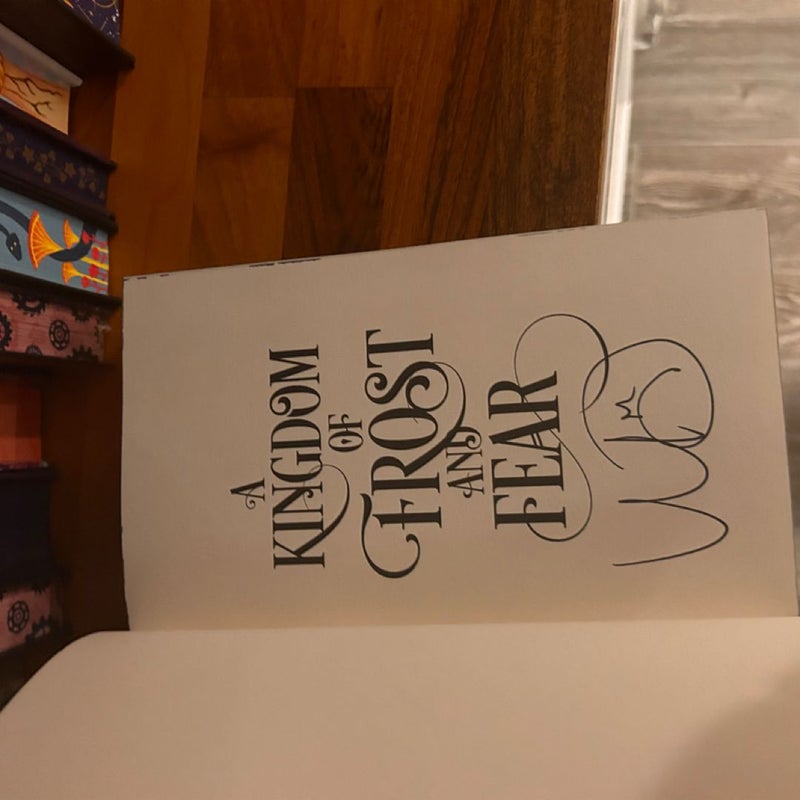 A
KINGDOM
OF
FROST
AND
FEAR